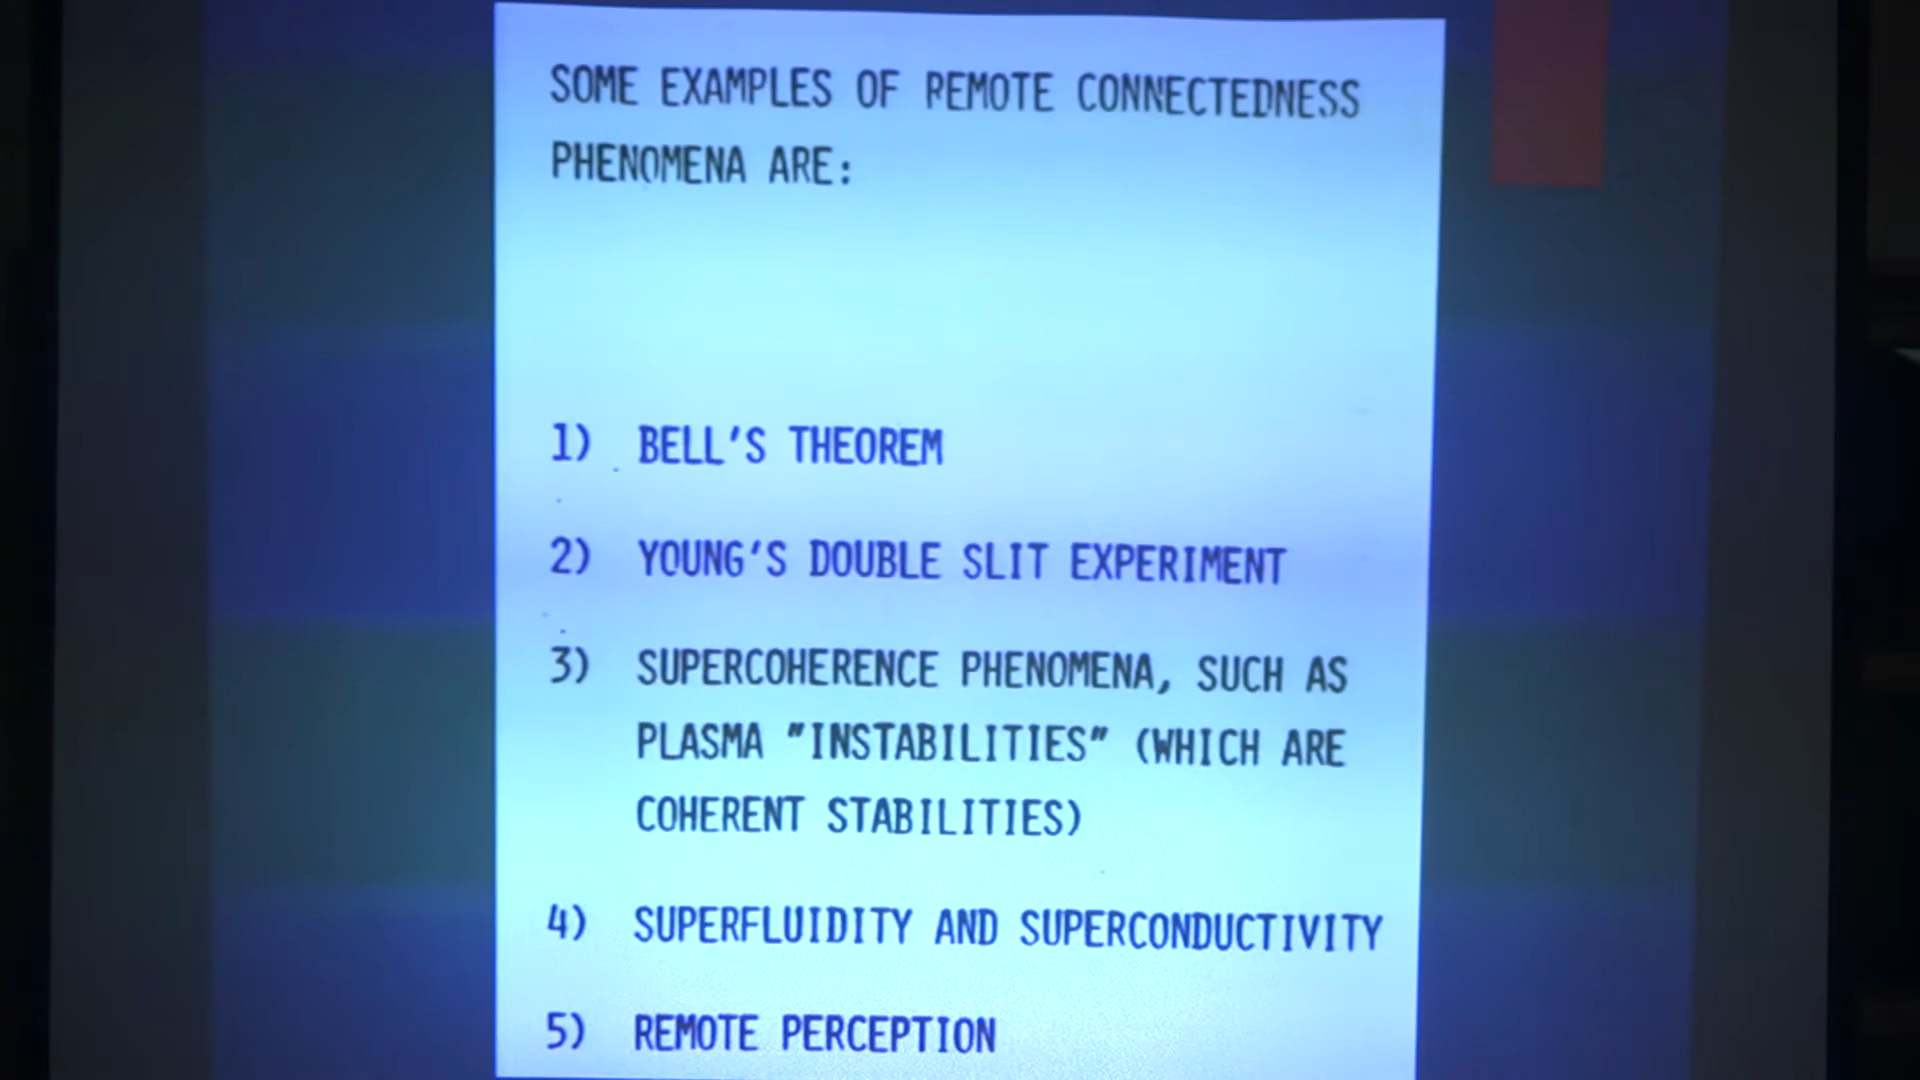 SOME EXAMPLES OF REMOTE CONNECTEDNESS
PHENOMENA ARE:
1) BELL'S THEOREM
2) YOUNG'S DOUBLE SLIT EXPERIMENT
3) SUPERCOHERENCE PHENOMENA, SUCH AS
PLASMA "INSTABILITIES" (WHICH ARE
COHERENT STABILITIES)
4) SUPERFLUIDITY AND SUPERCONDUCTIVITY
5) REMOTE PERCEPTION